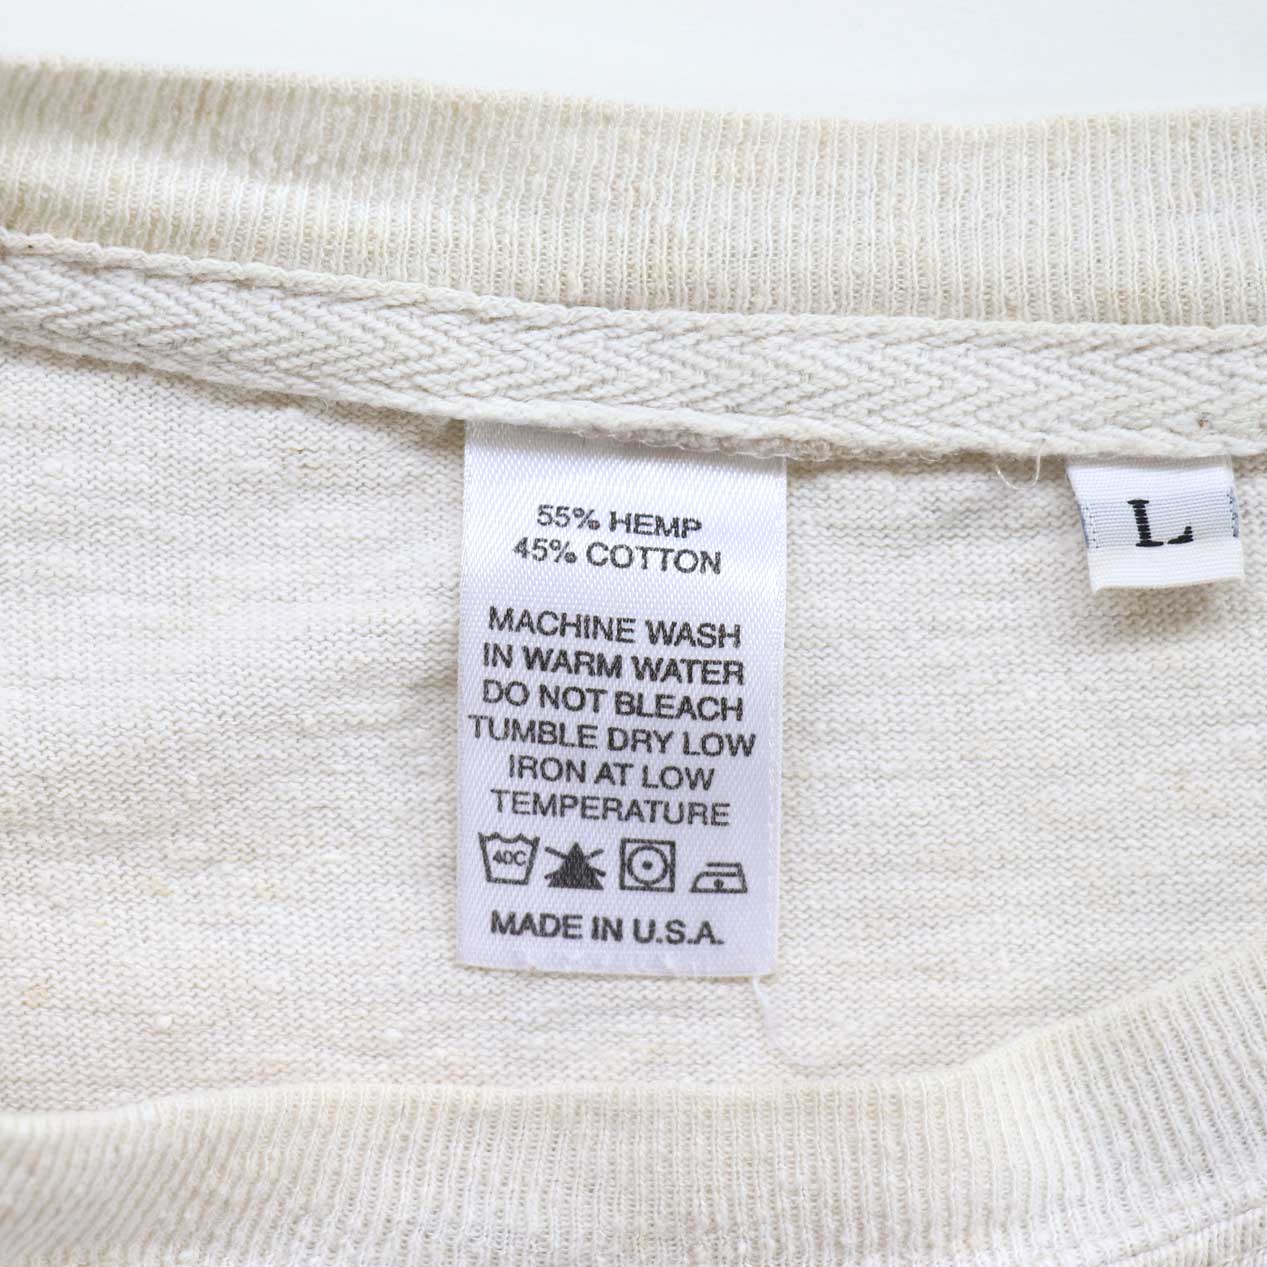 55% HEMP
45% COTTON
MACHINE WASH
IN WARM WATER
DO NOT BLEACH
TUMBLE DRY LOW
IRON AT LOW
TEMPERATURE
40C
MADE IN U.S.A.
L